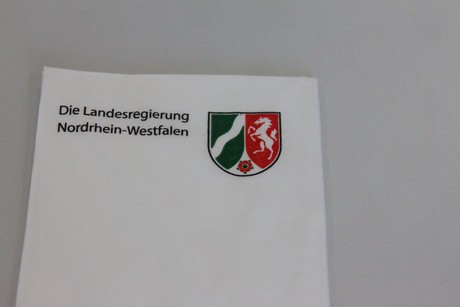 Die Landesregierung
Nordrhein-Westfalen